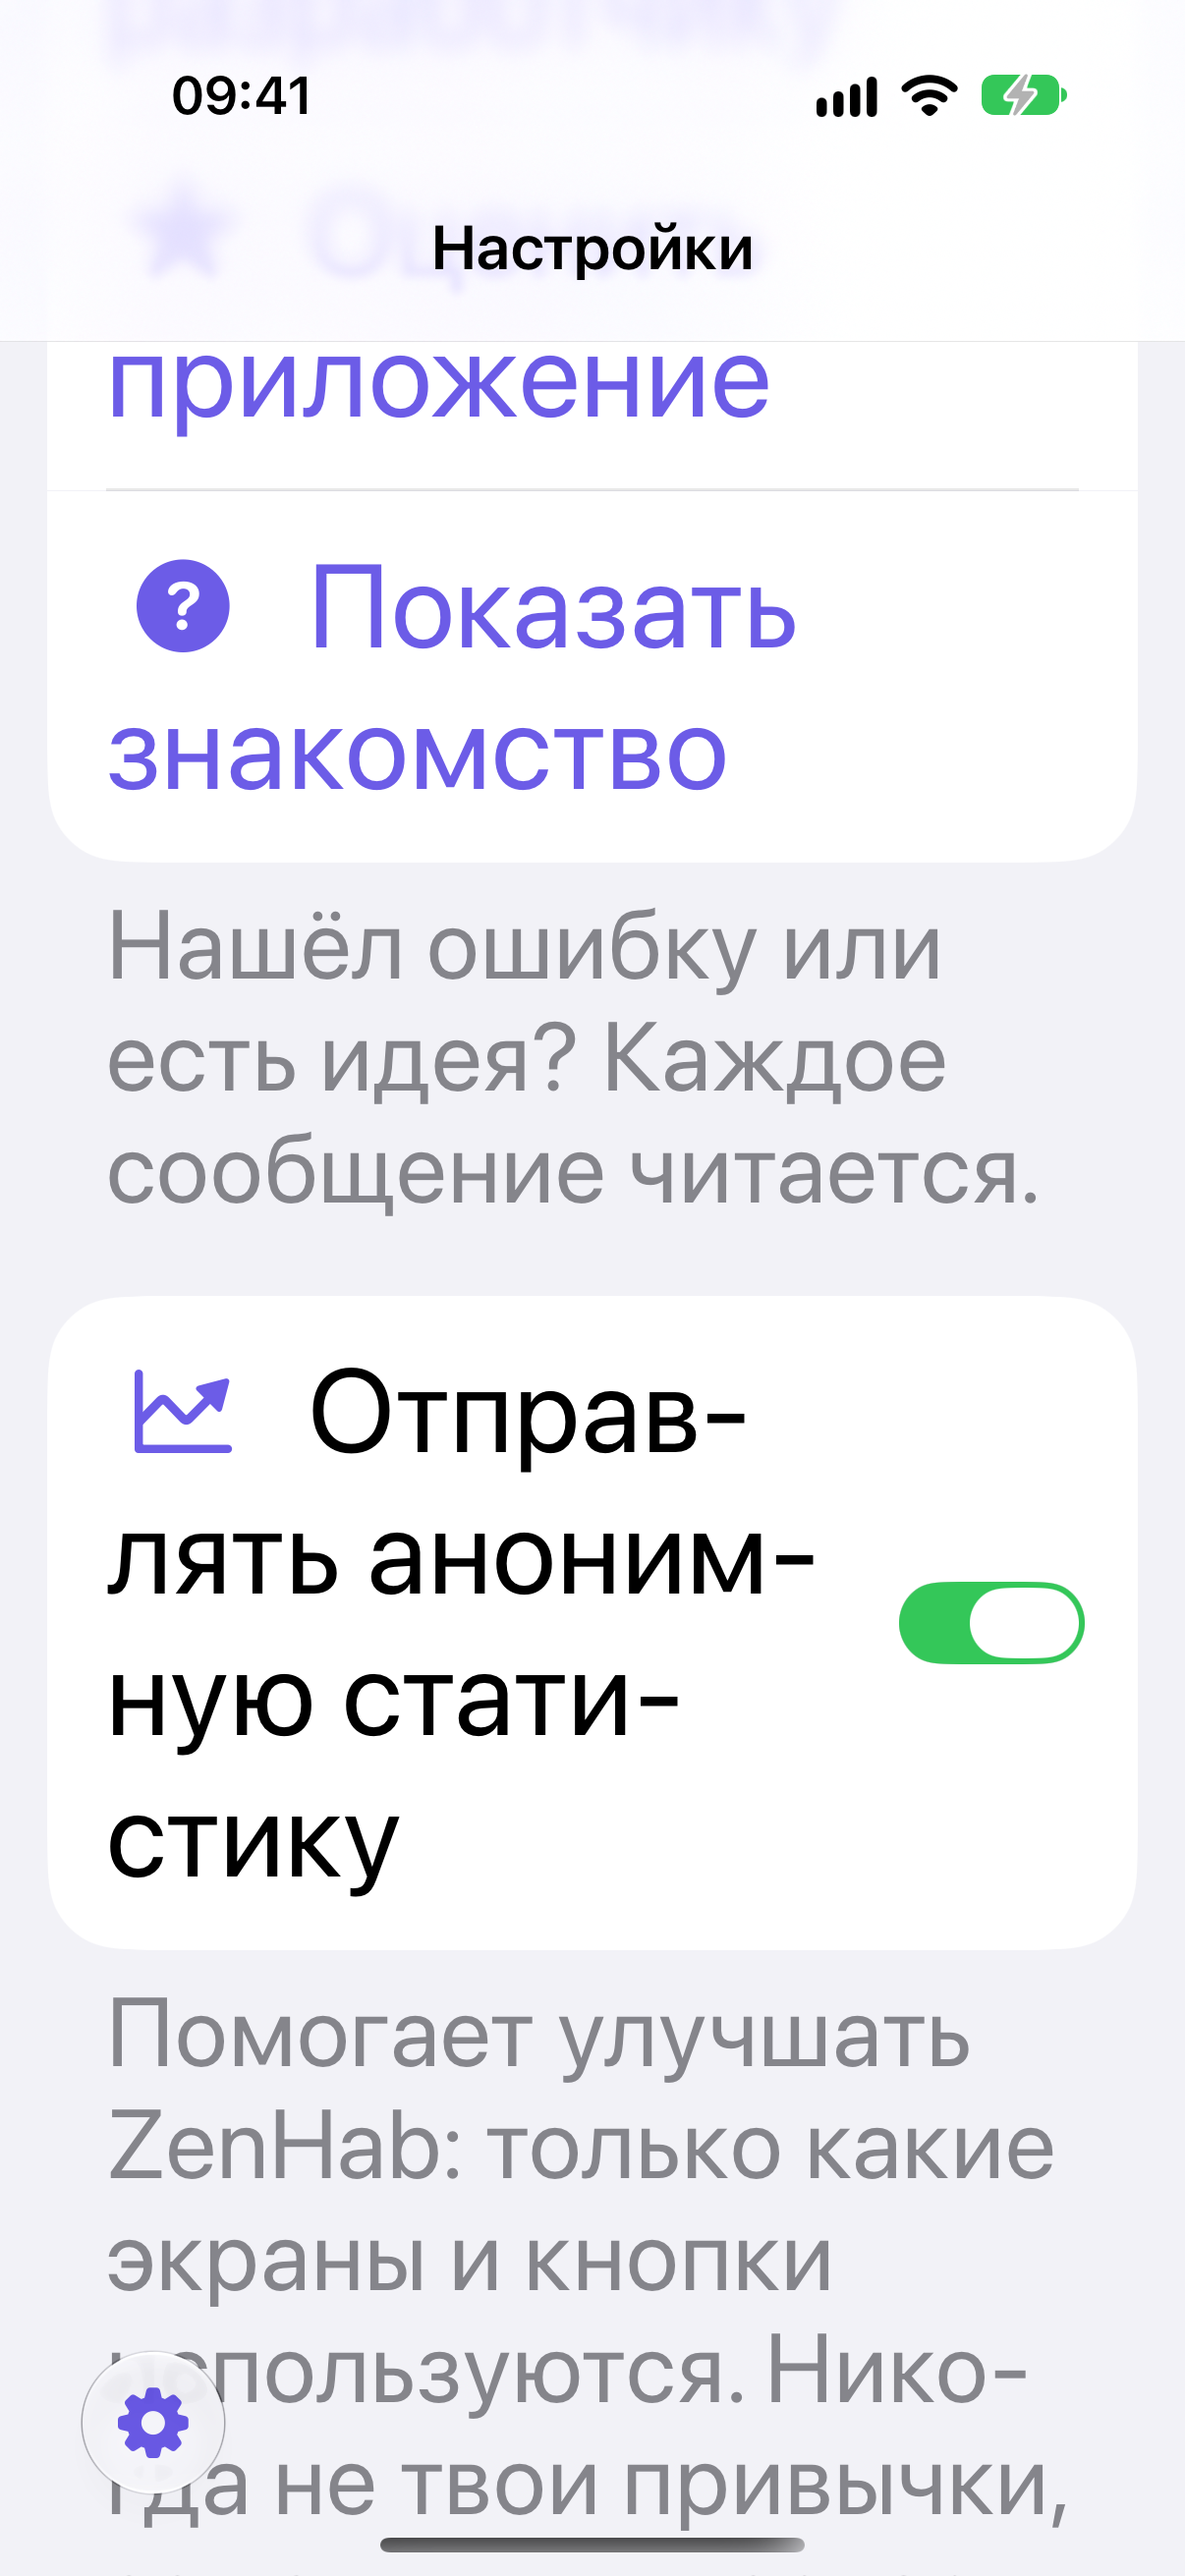 09:41
Настройки
приложение
Показать
знакомство
Нашёл ошибку или
есть идея? Каждое
сообщение читается.
Отправ-
лять аноним-
ную стати-
стику
Помогает улучшать
ZenHab: только какие
экраны и кнопки
используются. Нико-
гда не твои привычки,